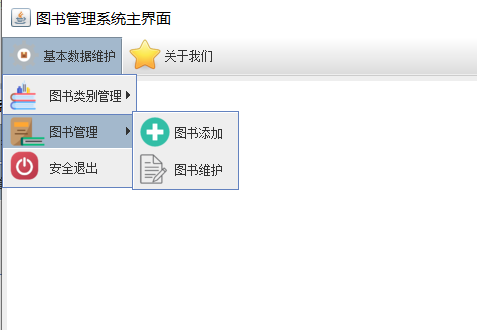 图书管理系统主界面
基本数据维护 关于我们
图书类别管理
图书管理 图书添加
安全退出 图书维护